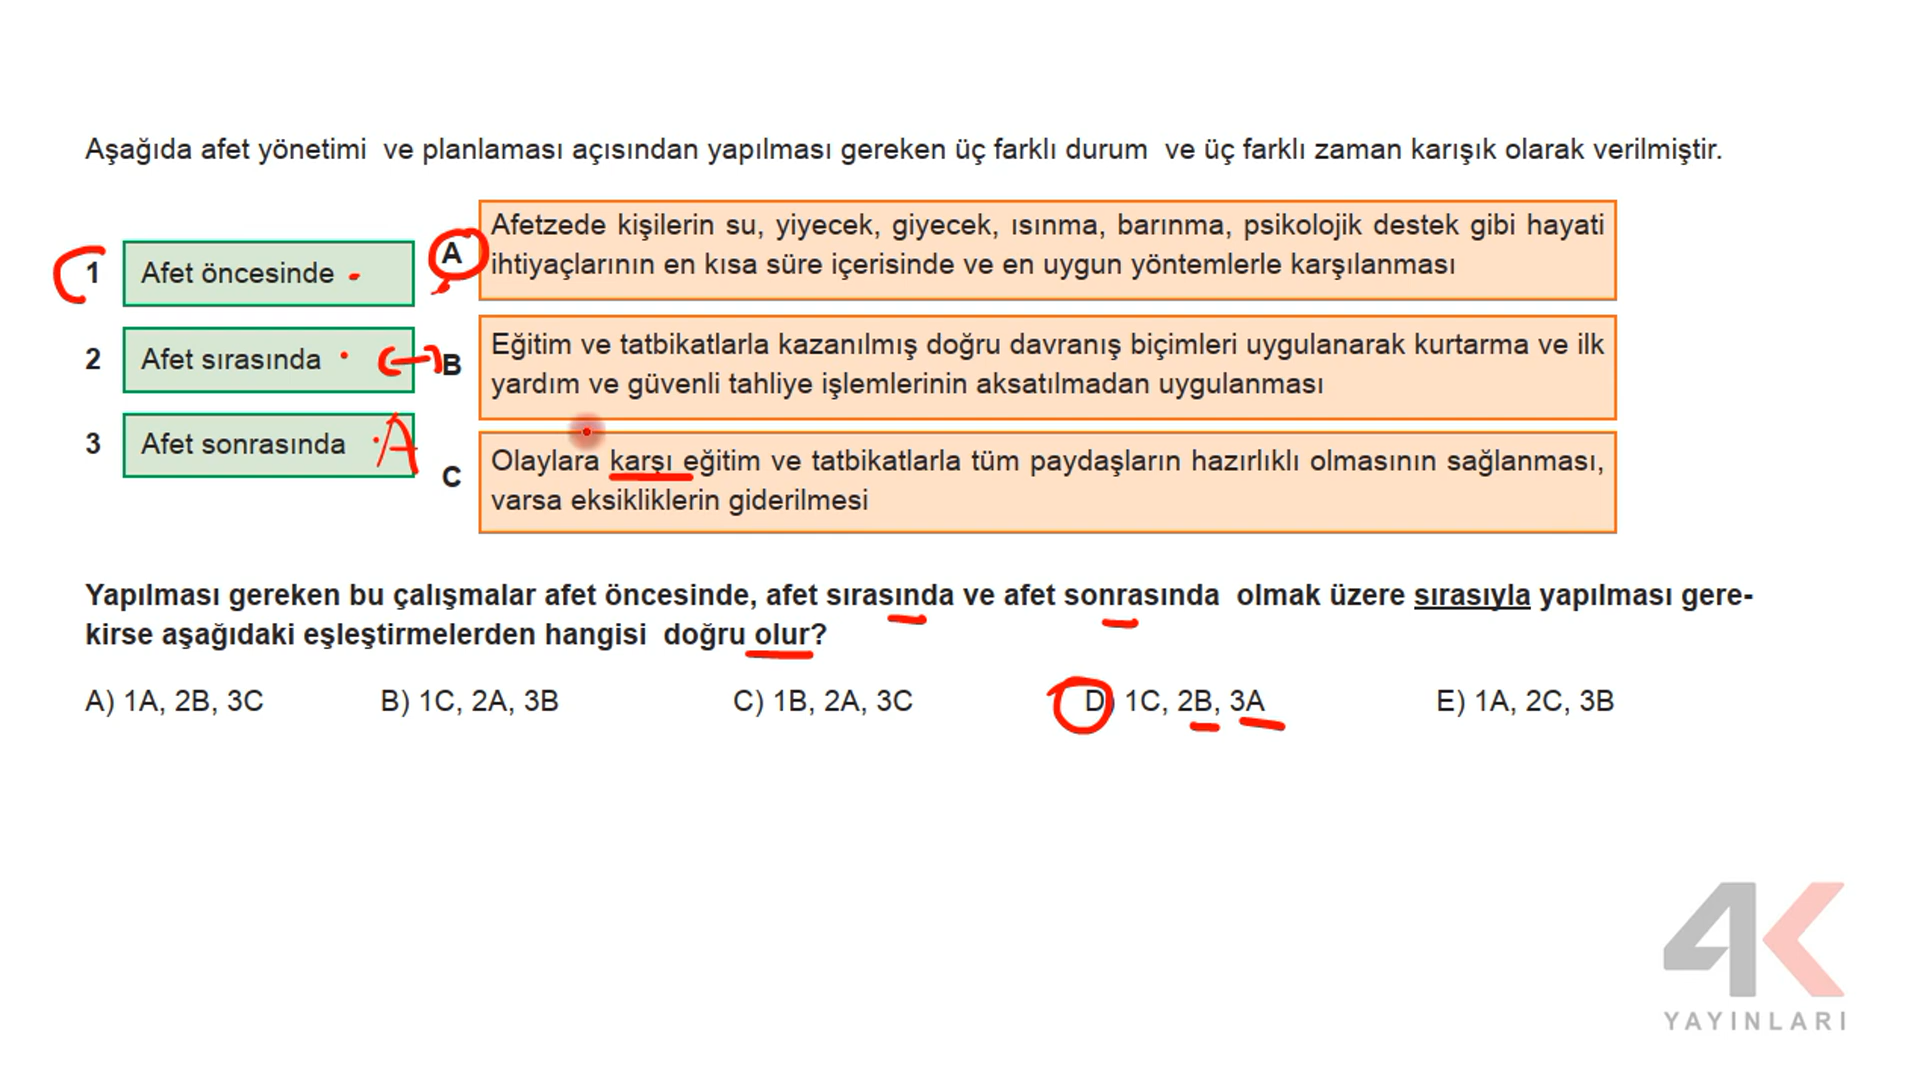 Aşağıda afet yönetimi ve planlaması açısından yapılması gereken üç farklı durum ve üç farklı zaman karışık olarak verilmiştir.
1 Afet öncesinde
2 Afet sırasında
3 Afet sonrasında A
A Afetzede kişilerin su, yiyecek, giyecek, ısınma, barınma, psikolojik destek gibi hayati
ihtiyaçlarının en kısa süre içerisinde ve en uygun yöntemlerle karşılanması
B Eğitim ve tatbikatlarla kazanılmış doğru davranış biçimleri uygulanarak kurtarma ve ilk
yardım ve güvenli tahliye işlemlerinin aksatılmadan uygulanması
C Olaylara karşı eğitim ve tatbikatlarla tüm paydaşların hazırlıklı olmasının sağlanması,
varsa eksikliklerin giderilmesi
Yapılması gereken bu çalışmalar afet öncesinde, afet sırasında ve afet sonrasında olmak üzere sırasıyla yapılması gere-
kirse aşağıdaki eşleştirmelerden hangisi doğru olur?
A) 1A, 2B, 3C B) 1C, 2A, 3B C) 1B, 2A, 3C D) 1C, 2B, 3A E) 1A, 2C, 3B
4K
YAYINLARI